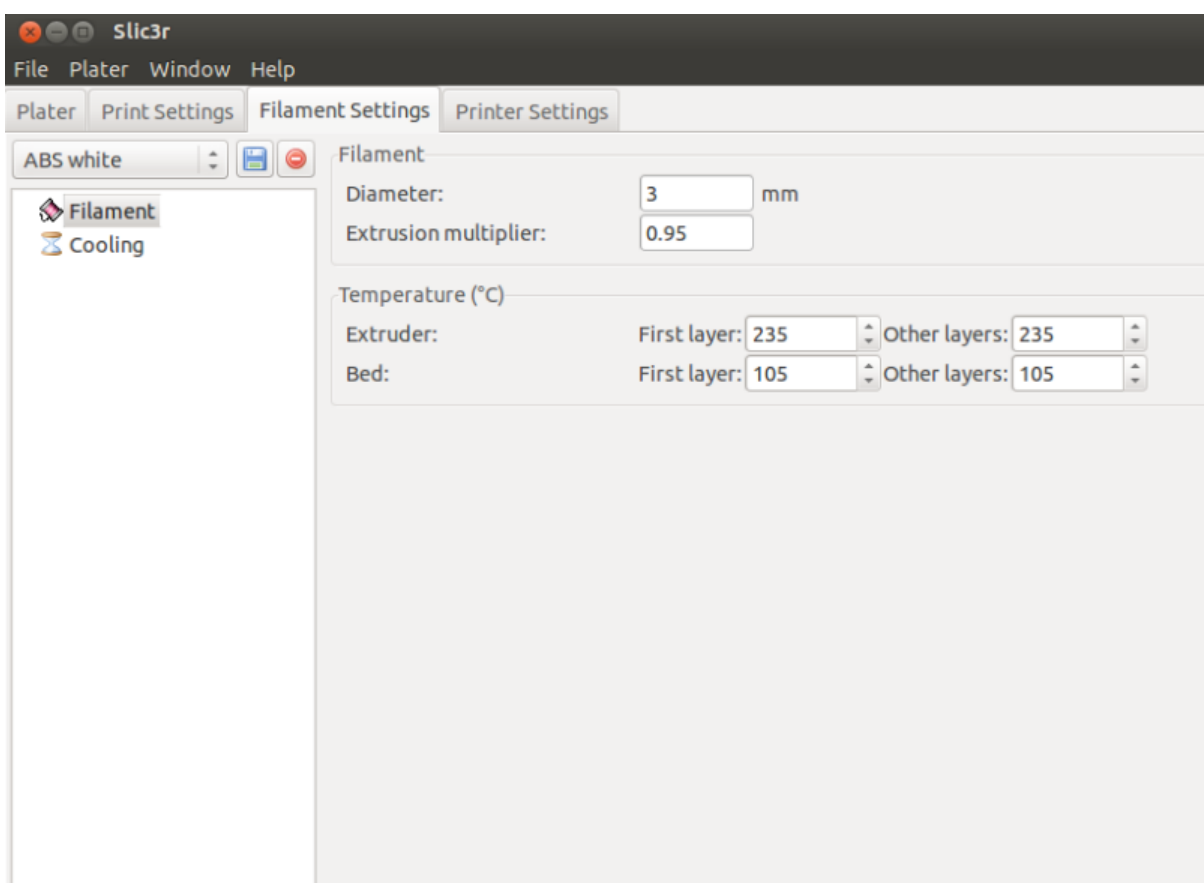 Slic3r
File Plater Window Help
Plater Print Settings Filament Settings Printer Settings
ABS white
Filament
Cooling
Filament
Diameter: 3 mm
Extrusion multiplier: 0.95
Temperature (°C)
Extruder: First layer: 235 Other layers: 235
Bed: First layer: 105 Other layers: 105